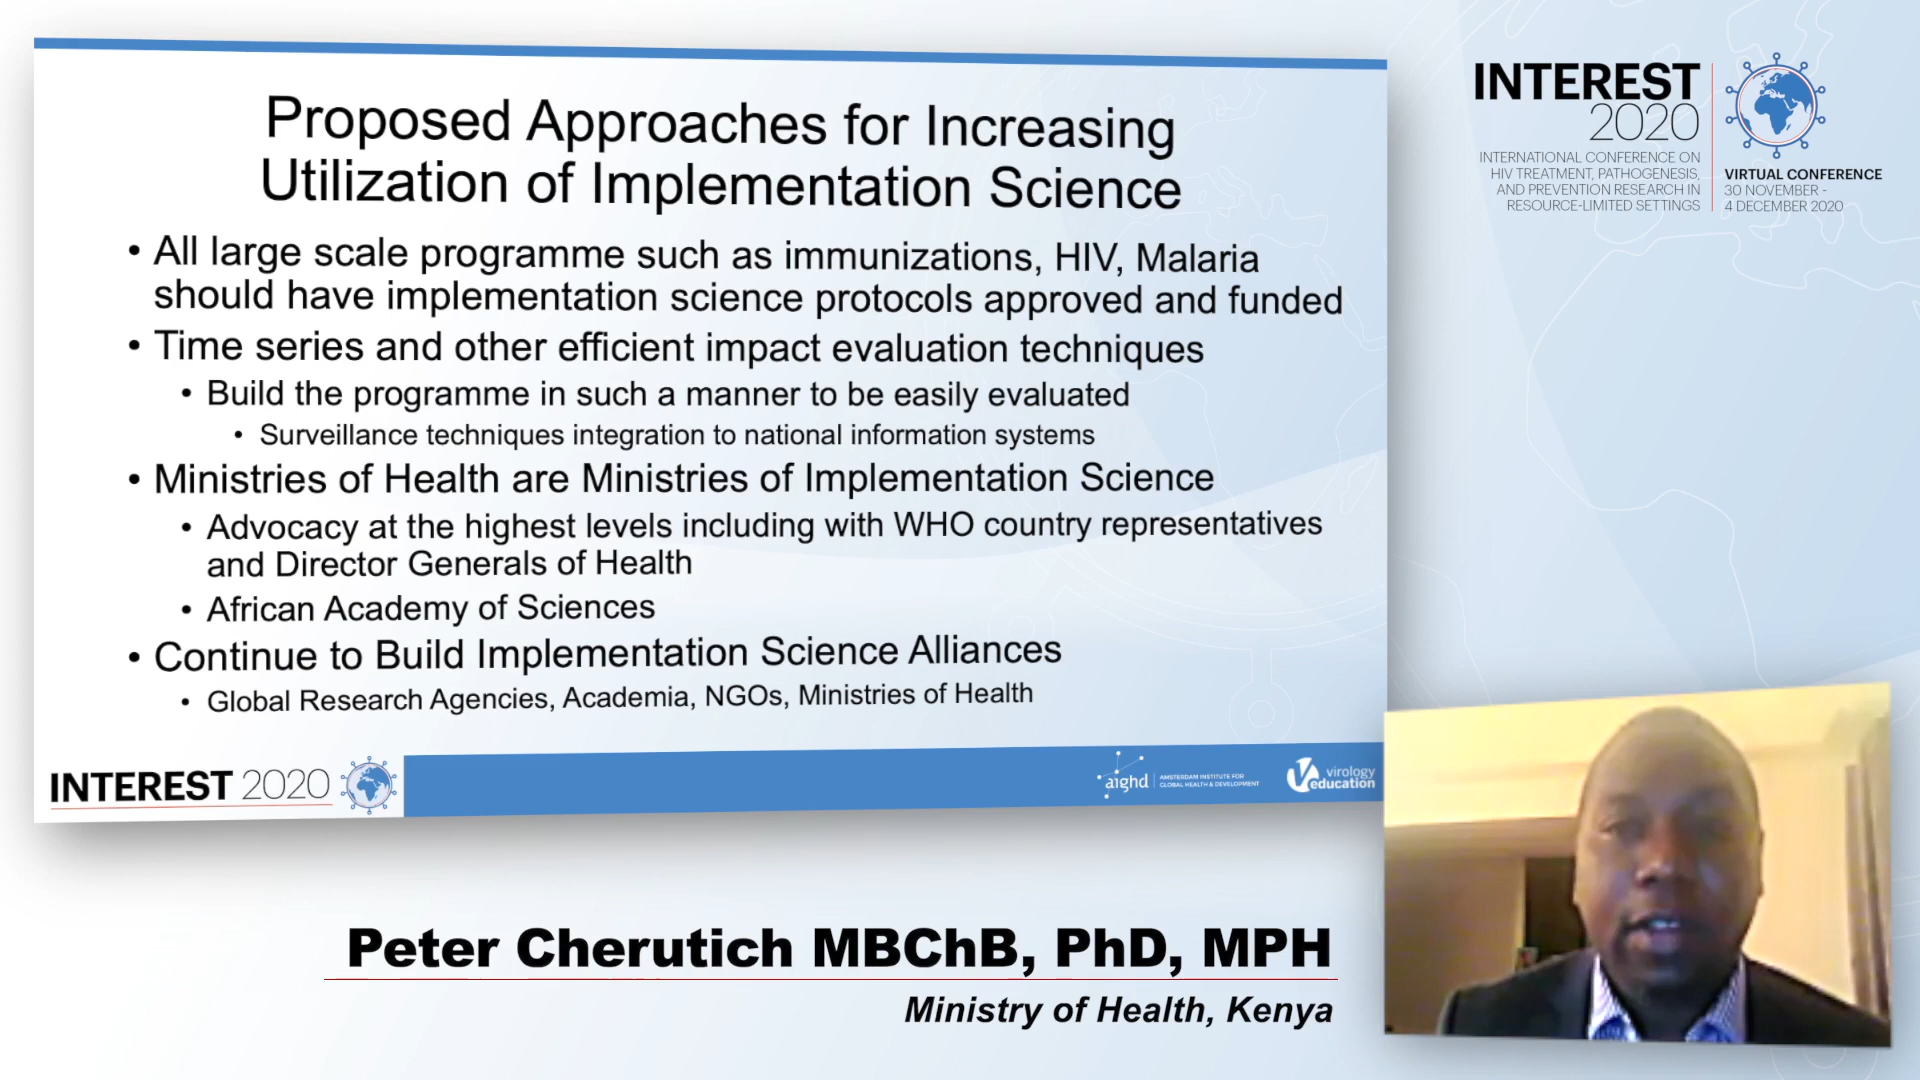 Proposed Approaches for Increasing
Utilization of Implementation Science
• All large scale programme such as immunizations, HIV, Malaria
should have implementation science protocols approved and funded
• Time series and other efficient impact evaluation techniques
• Build the programme in such a manner to be easily evaluated
• Surveillance techniques integration to national information systems
• Ministries of Health are Ministries of Implementation Science
• Advocacy at the highest levels including with WHO country representatives
and Director Generals of Health
• African Academy of Sciences
• Continue to Build Implementation Science Alliances
• Global Research Agencies, Academia, NGOs, Ministries of Health
INTEREST 2020
aighd
AMSTERDAM INSTITUTE FOR
GLOBAL HEALTH & DEVELOPMENT
virology
education
INTEREST
2020
INTERNATIONAL CONFERENCE ON
HIV TREATMENT, PATHOGENESIS,
AND PREVENTION RESEARCH IN
RESOURCE-LIMITED SETTINGS
VIRTUAL CONFERENCE
30 NOVEMBER -
4 DECEMBER 2020
Peter Cherutich MBChB, PhD, MPH
Ministry of Health, Kenya